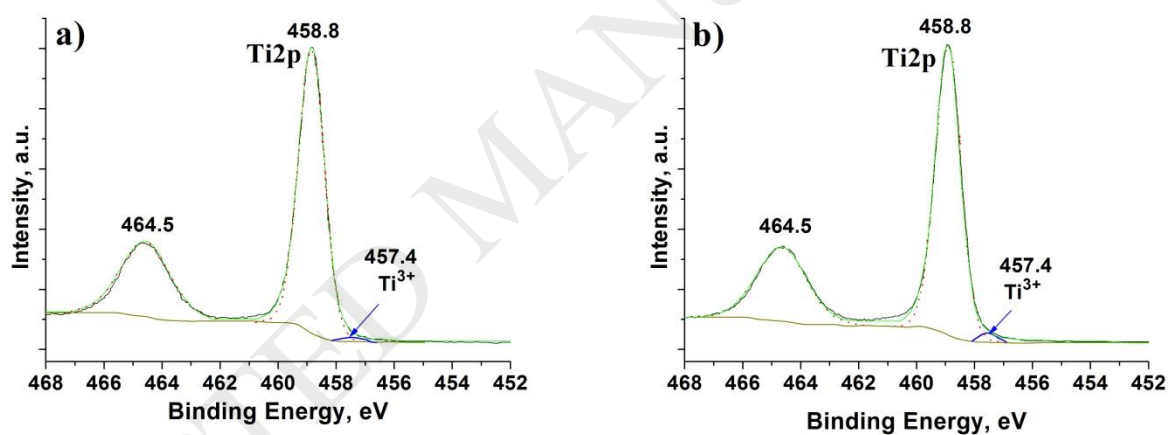 a)
458.8
Ti2p
464.5
457.4
Ti³⁺
Intensity, a.u.
468 466 464 462 460 458 456 454 452
Binding Energy, eV
b)
458.8
Ti2p
464.5
457.4
Ti³⁺
Intensity, a.u.
468 466 464 462 460 458 456 454 452
Binding Energy, eV
TED MAN